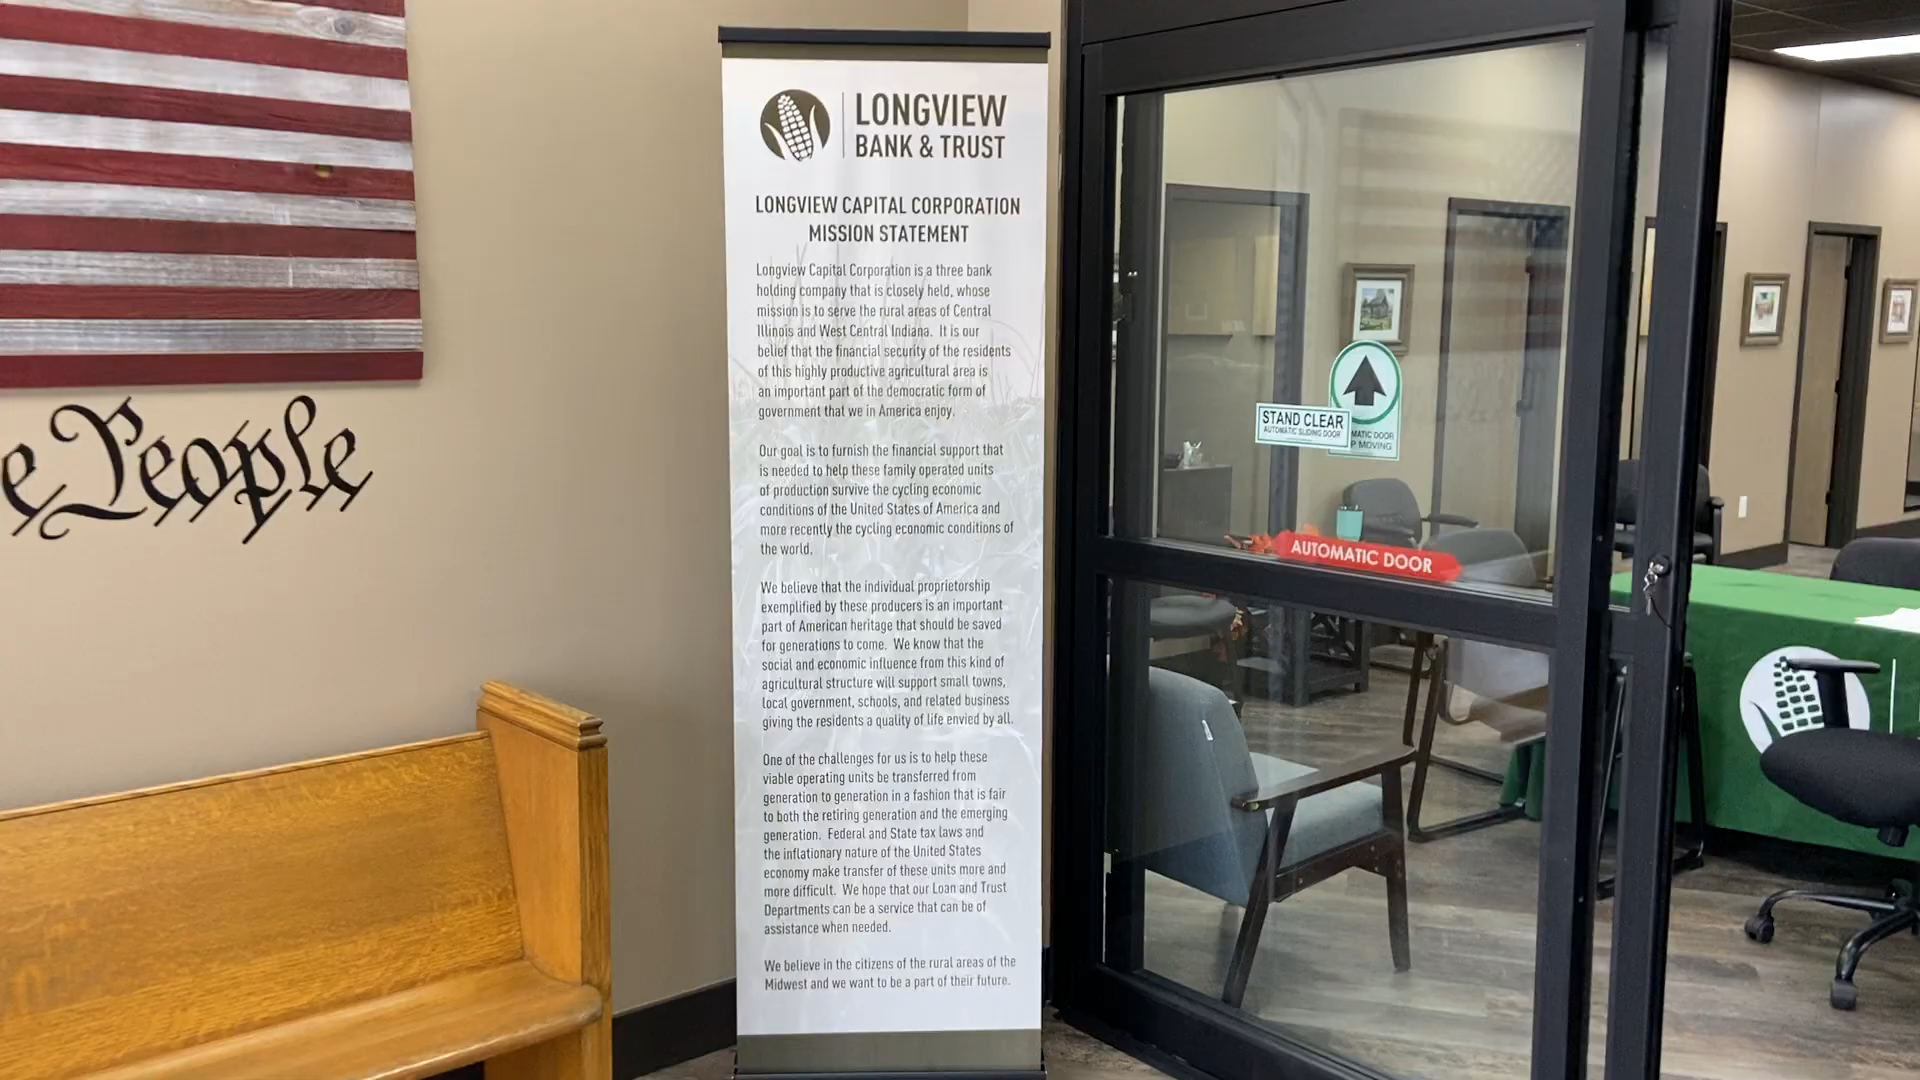 e People
LONGVIEW
BANK & TRUST
LONGVIEW CAPITAL CORPORATION
MISSION STATEMENT
Longview Capital Corporation is a three bank
holding company that is closely held, whose
mission is to serve the rural areas of Central
Illinois and West Central Indiana. It is our
belief that the financial security of the residents
of this highly productive agricultural area is
an important part of the democratic form of
government that we in America enjoy.
Our goal is to furnish the financial support that
is needed to help these family operated units
of production survive the cycling economic
conditions of the United States of America and
more recently the cycling economic conditions of
the world.
We believe that the individual proprietorship
exemplified by these producers is an important
part of American heritage that should be saved
for generations to come. We know that the
social and economic influence from this kind of
agricultural structure will support small towns,
local government, schools, and related business
giving the residents a quality of life envied by all.
One of the challenges for us is to help these
viable operating units be transferred from
generation to generation in a fashion that is fair
to both the retiring generation and the emerging
generation. Federal and State tax laws and
the inflationary nature of the United States
economy make transfer of these units more and
more difficult. We hope that our Loan and Trust
Departments can be a service that can be of
assistance when needed.
We believe in the citizens of the rural areas of the
Midwest and we want to be a part of their future.
STAND CLEAR
AUTOMATIC SLIDING DOOR
MATIC DOOR
P MOVING
AUTOMATIC DOOR